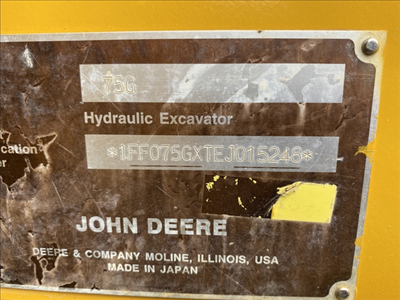 75G
Hydraulic Excavator
*1FF075GXTEJ015248*
JOHN DEERE
DEERE & COMPANY MOLINE, ILLINOIS, USA
MADE IN JAPAN